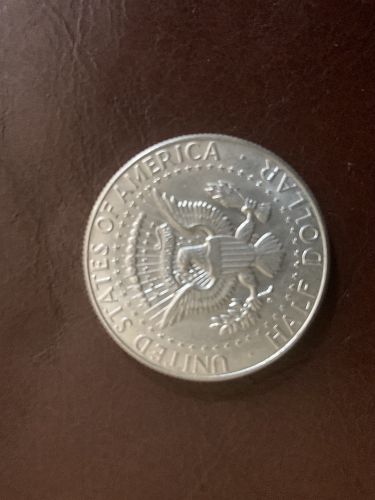 UNITED STATES OF AMERICA
HALF DOLLAR